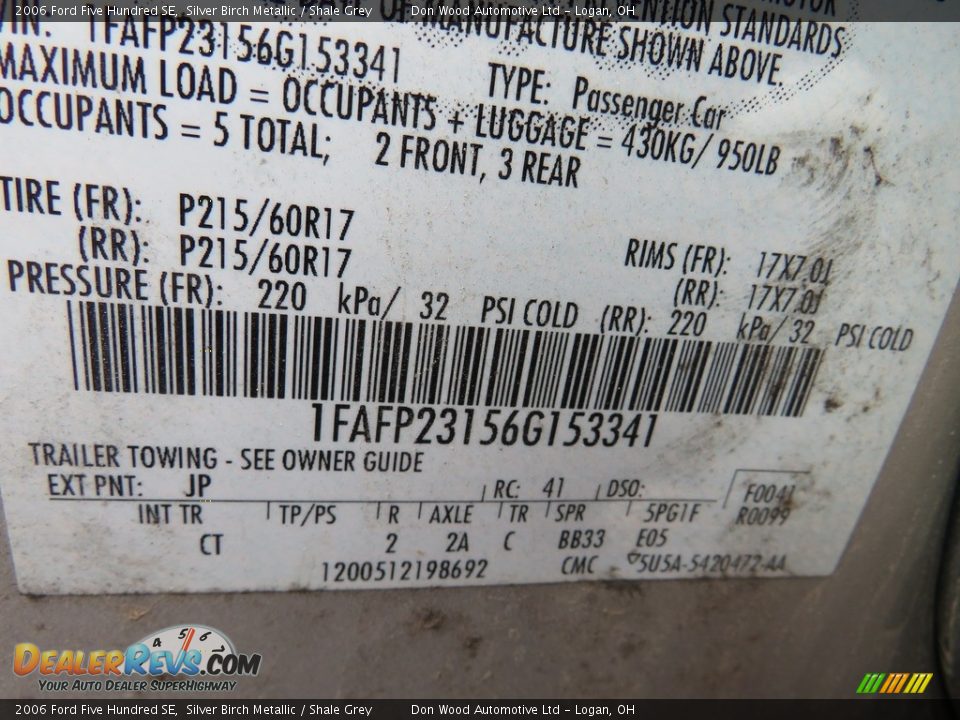 2006 Ford Five Hundred SE, Silver Birch Metallic / Shale Grey Don Wood Automotive Ltd - Logan, OH
STANDARDS
OF MANUFACTURE SHOWN ABOVE.
VIN: 1FAFP23156G153341
TYPE: Passenger Car
MAXIMUM LOAD = OCCUPANTS + LUGGAGE = 430KG/ 950LB
OCCUPANTS = 5 TOTAL; 2 FRONT, 3 REAR
TIRE (FR): P215/60R17 RIMS (FR): 17X7.0J
(RR): P215/60R17 (RR): 17X7.0J
PRESSURE (FR): 220 kPa/ 32 PSI COLD (RR): 220 kPa/ 32 PSI COLD
1FAFP23156G153341
TRAILER TOWING - SEE OWNER GUIDE
EXT PNT: JP RC: 41 DSO: F0041
INT TR TP/PS R AXLE TR SPR 5PG1F R0099
CT 2 2A C BB33 E05
1200512198692 CMC 5U5A-5420472-AA
4 5 6
DEALERREVS.COM
YOUR AUTO DEALER SUPERHIGHWAY
2006 Ford Five Hundred SE, Silver Birch Metallic / Shale Grey Don Wood Automotive Ltd - Logan, OH